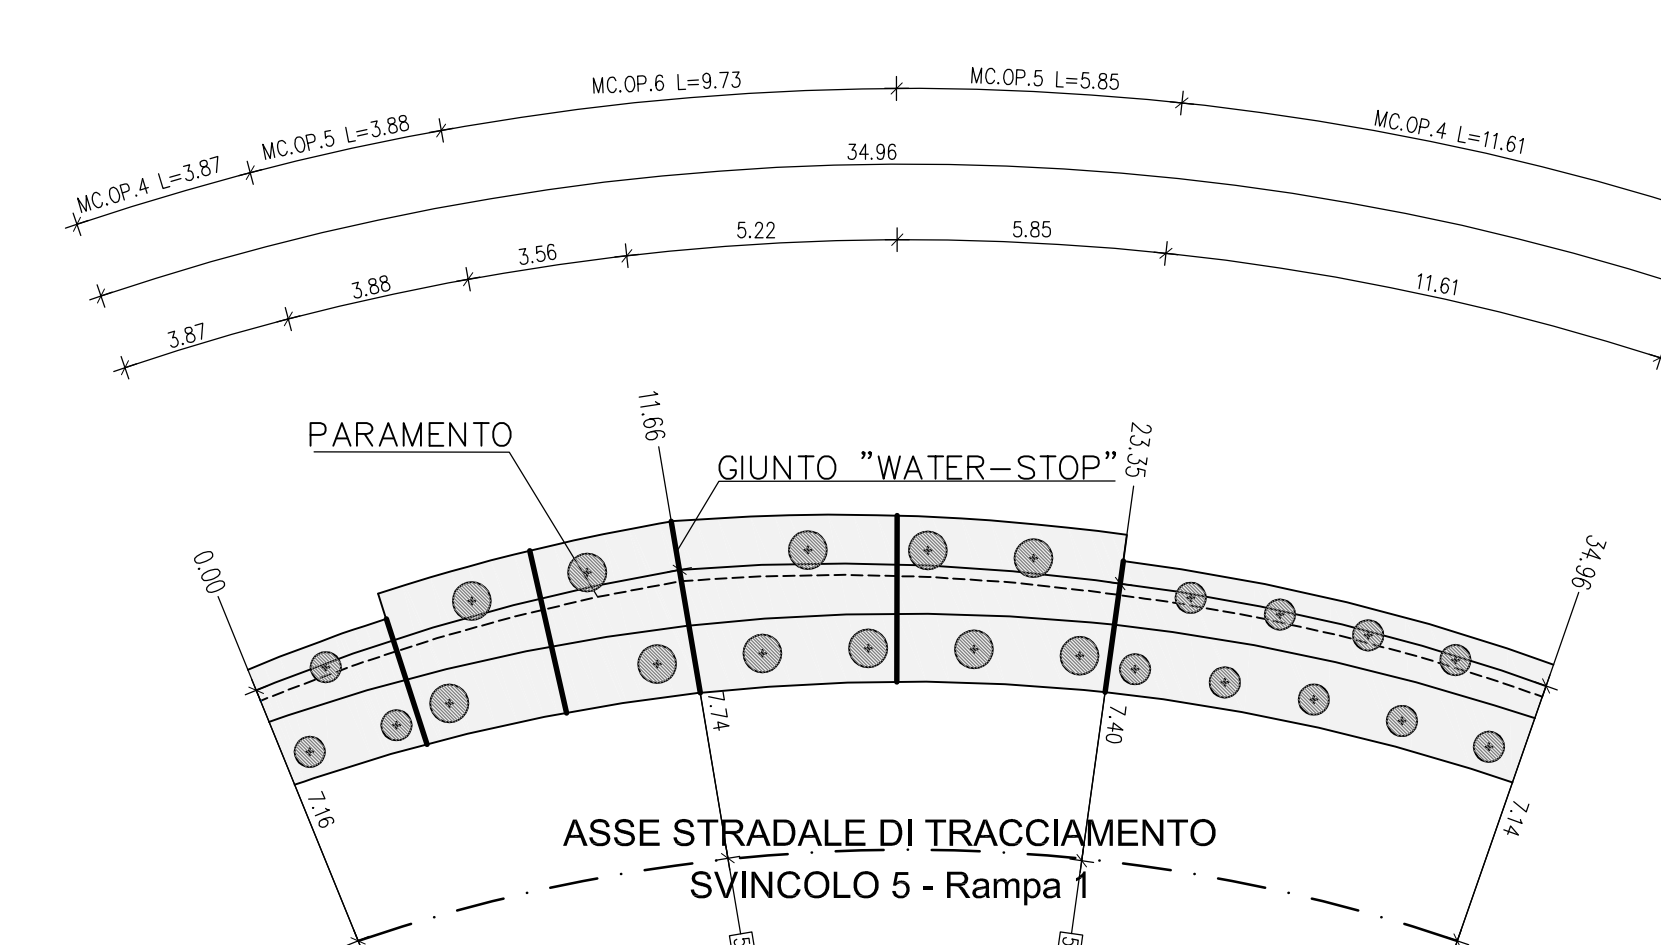 MC.OP.4 L=3.87
MC.OP.5 L=3.88
MC.OP.6 L=9.73
MC.OP.5 L=5.85
MC.OP.4 L=11.61
34.96
3.87
3.88
3.56
5.22
5.85
11.61
PARAMENTO
GIUNTO "WATER-STOP"
0.00
11.66
23.35
34.96
7.16
7.74
7.40
7.14
ASSE STRADALE DI TRACCIAMENTO
SVINCOLO 5 - Rampa 1